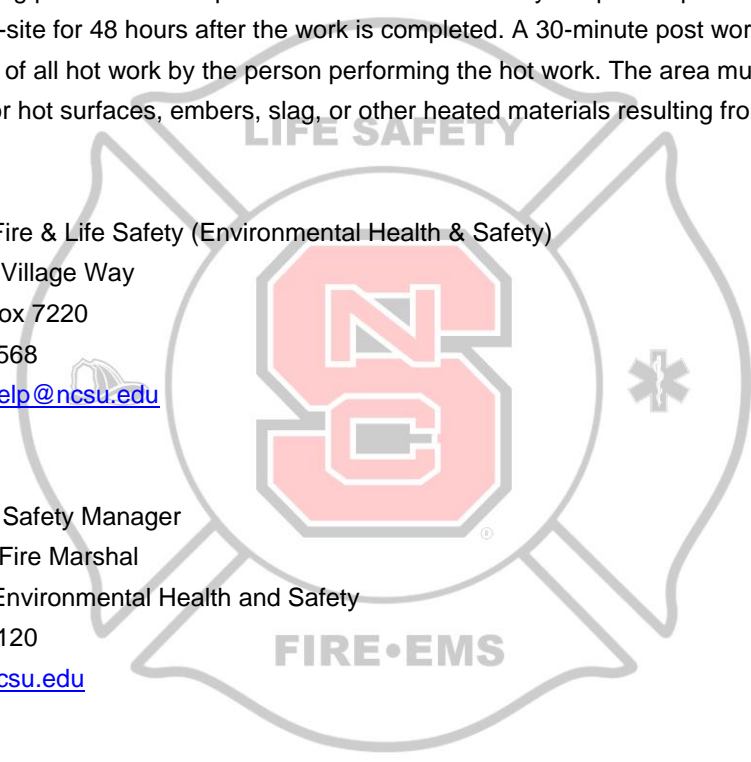 -site for 48 hours after the work is completed. A 30-minute post wor
of all hot work by the person performing the hot work. The area mu
or hot surfaces, embers, slag, or other heated materials resulting fro
LIFE SAFETY
Fire & Life Safety (Environmental Health & Safety)
Village Way
ox 7220
568
elp@ncsu.edu
NCS
®
Safety Manager
Fire Marshal
Environmental Health and Safety
120
csu.edu
FIRE•EMS